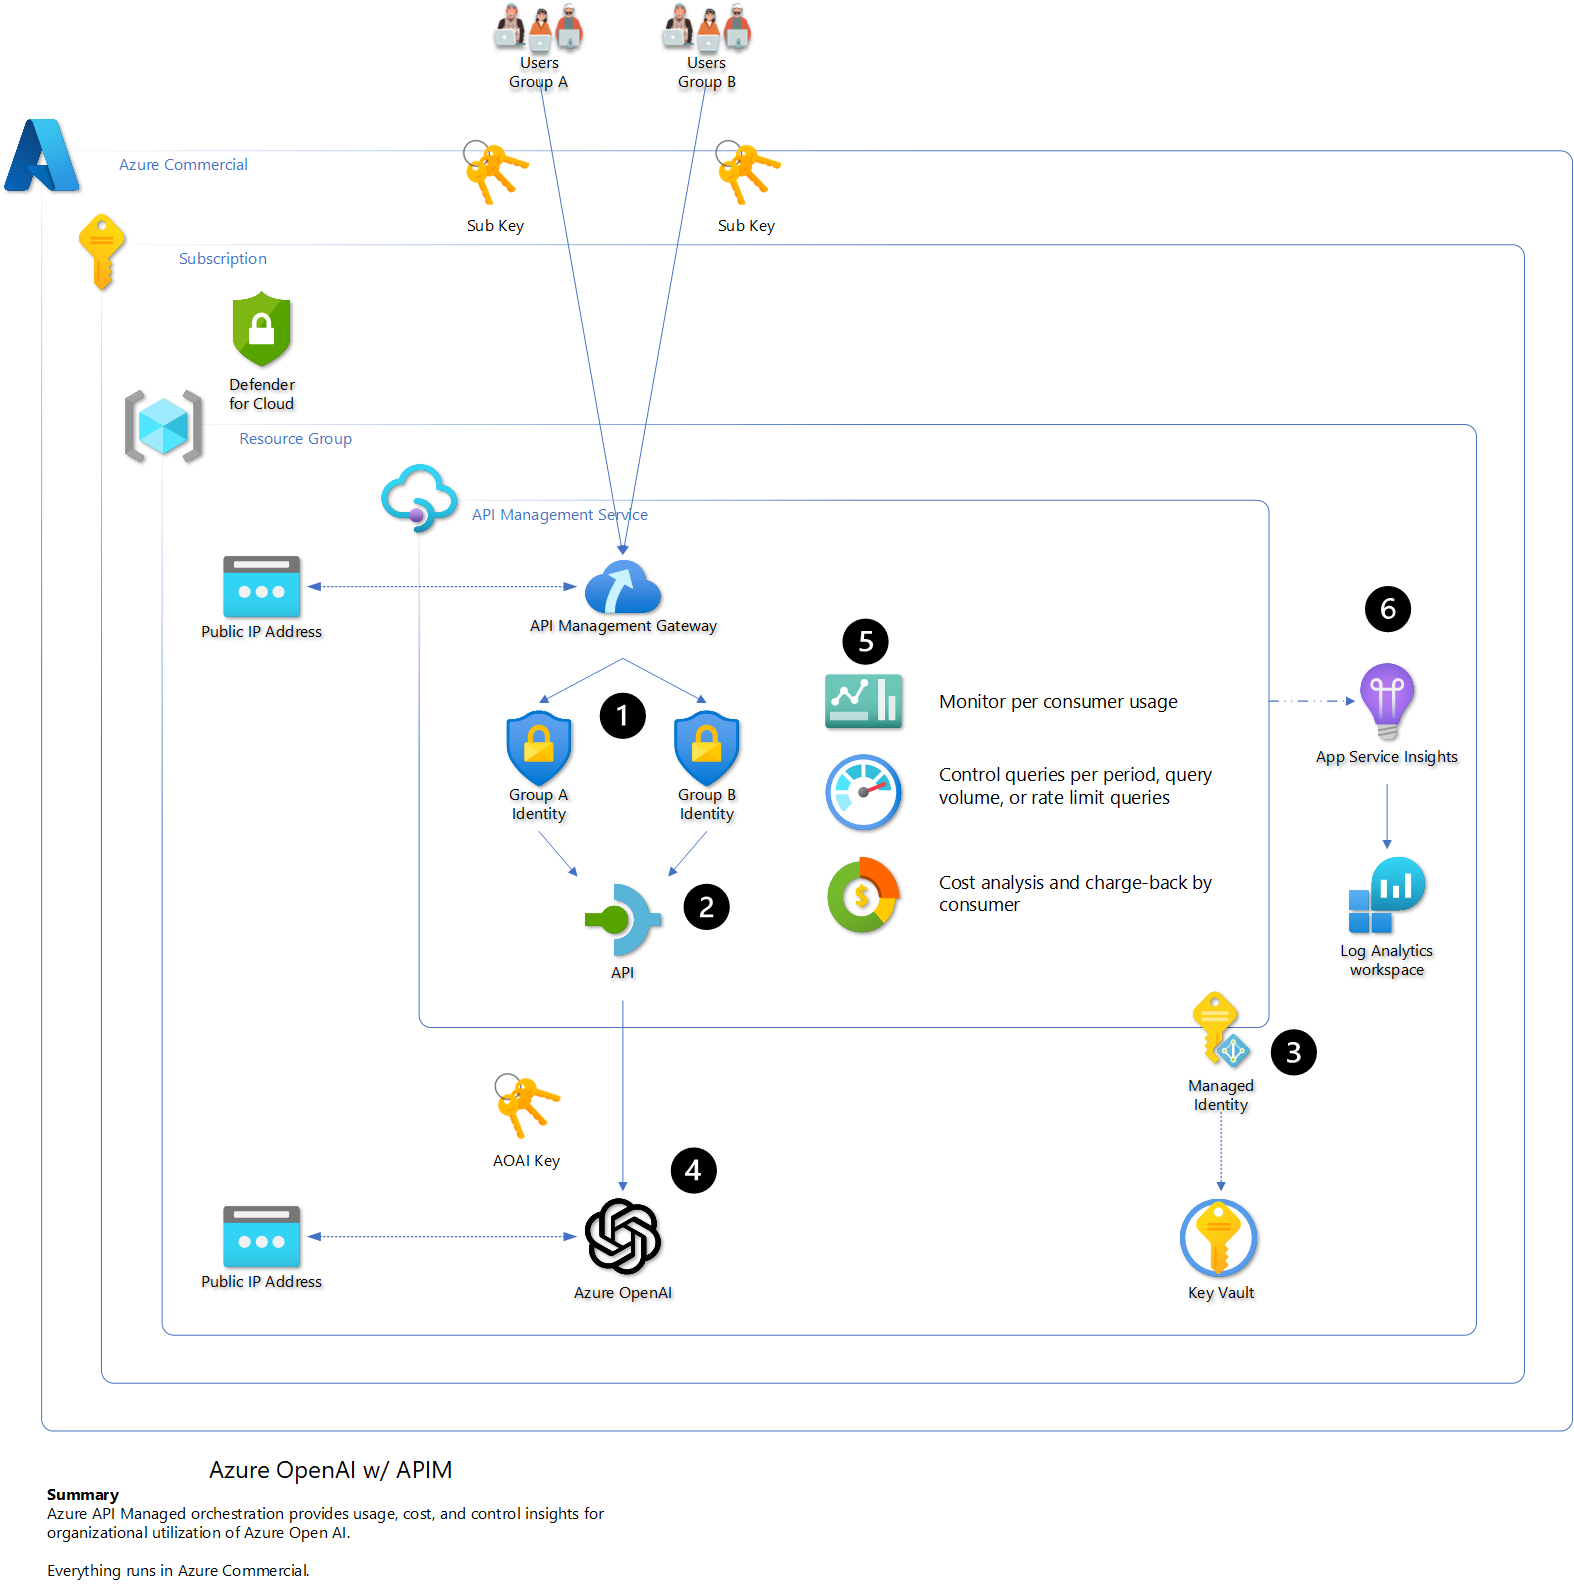 Users
Group A
Users
Group B
Azure Commercial
Sub Key
Sub Key
Subscription
Defender
for Cloud
Resource Group
API Management Service
Public IP Address
API Management Gateway
6
5
1
Monitor per consumer usage
App Service Insights
Control queries per period, query
volume, or rate limit queries
Group A
Identity
Group B
Identity
2
Cost analysis and charge-back by
consumer
API
Log Analytics
workspace
3
Managed
Identity
AOAI Key
4
Public IP Address
Azure OpenAI
Key Vault
Azure OpenAI w/ APIM
Summary
Azure API Managed orchestration provides usage, cost, and control insights for
organizational utilization of Azure Open AI.
Everything runs in Azure Commercial.